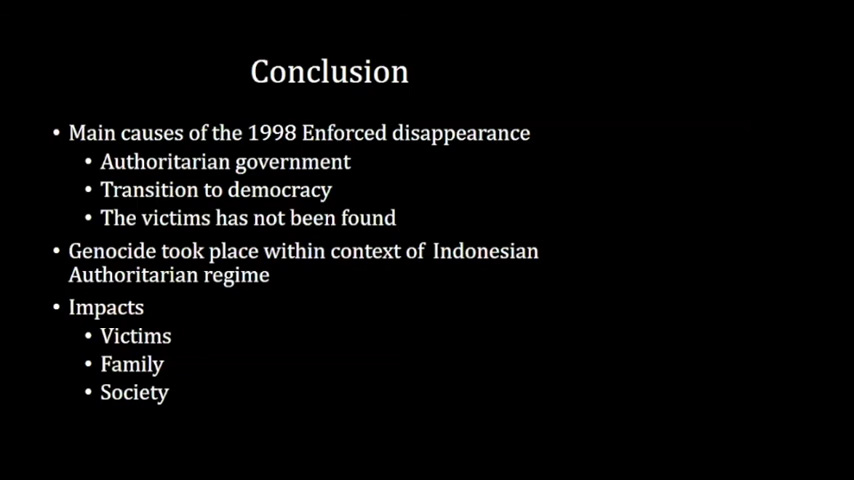 Conclusion
• Main causes of the 1998 Enforced disappearance
• Authoritarian government
• Transition to democracy
• The victims has not been found
• Genocide took place within context of Indonesian
Authoritarian regime
• Impacts
• Victims
• Family
• Society